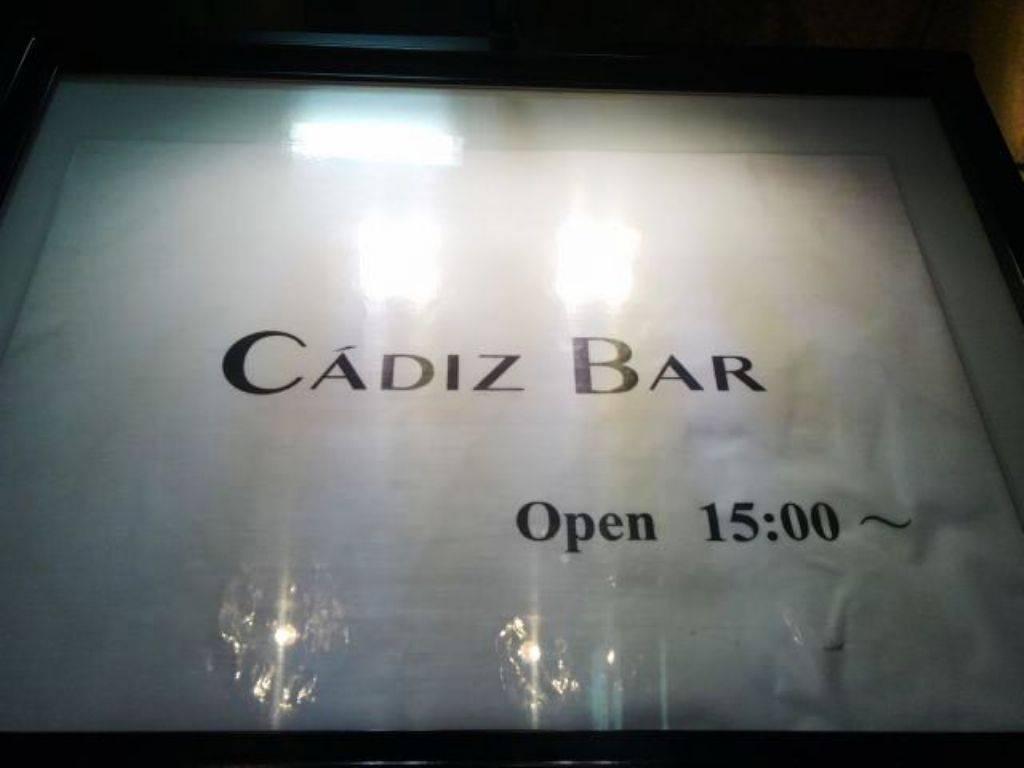 CÁDIZ BAR
Open 15:00 ～